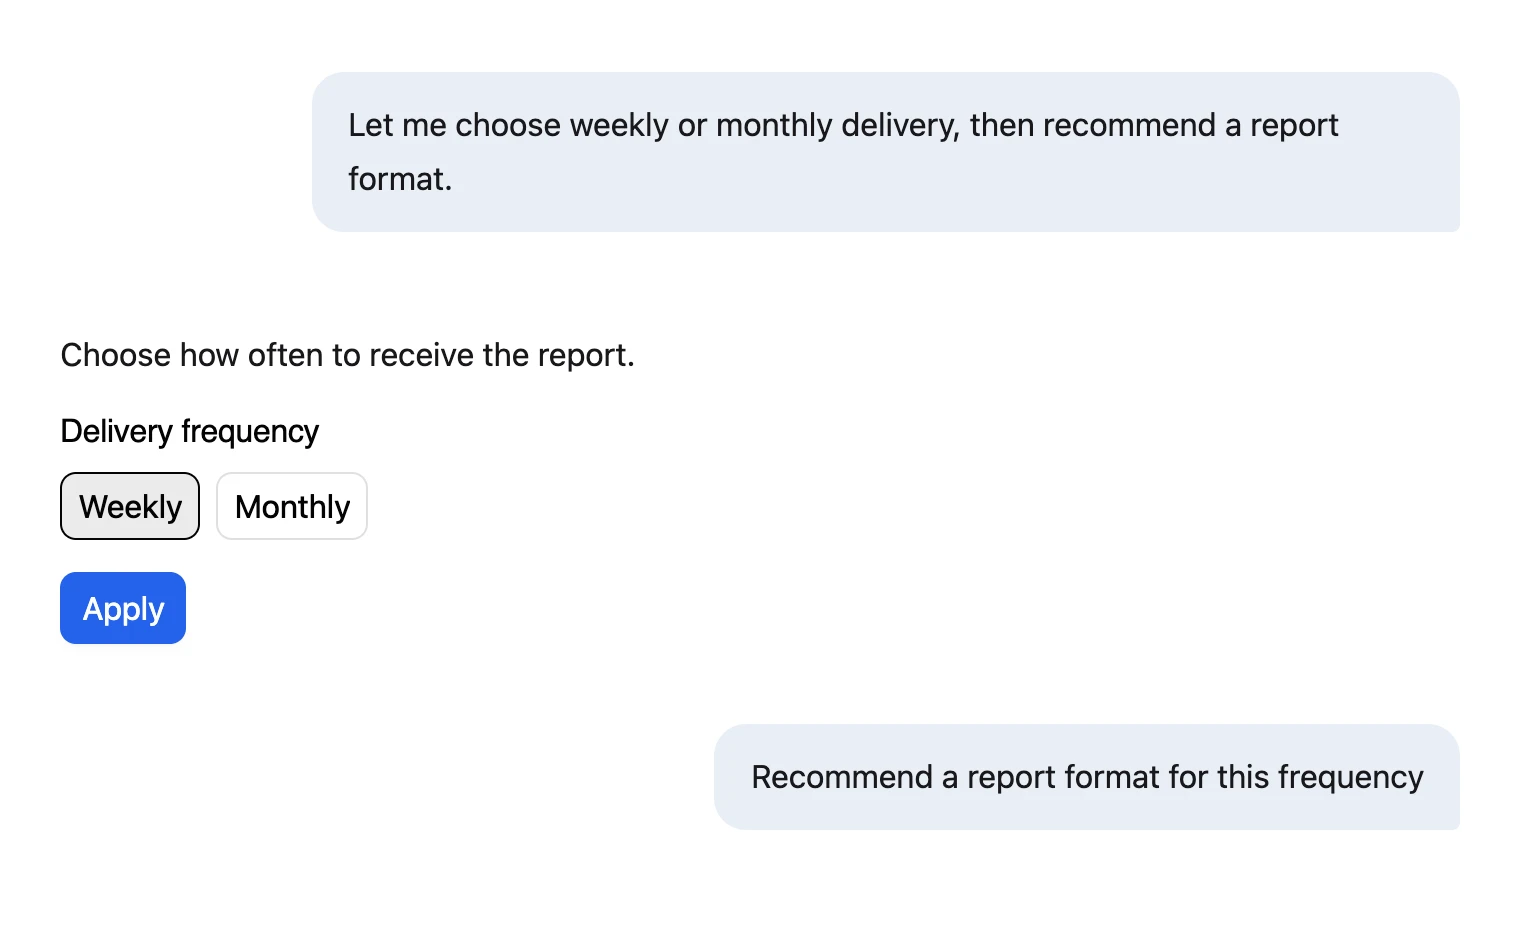 Let me choose weekly or monthly delivery, then recommend a report
format.
Choose how often to receive the report.
Delivery frequency
Weekly Monthly
Apply
Recommend a report format for this frequency